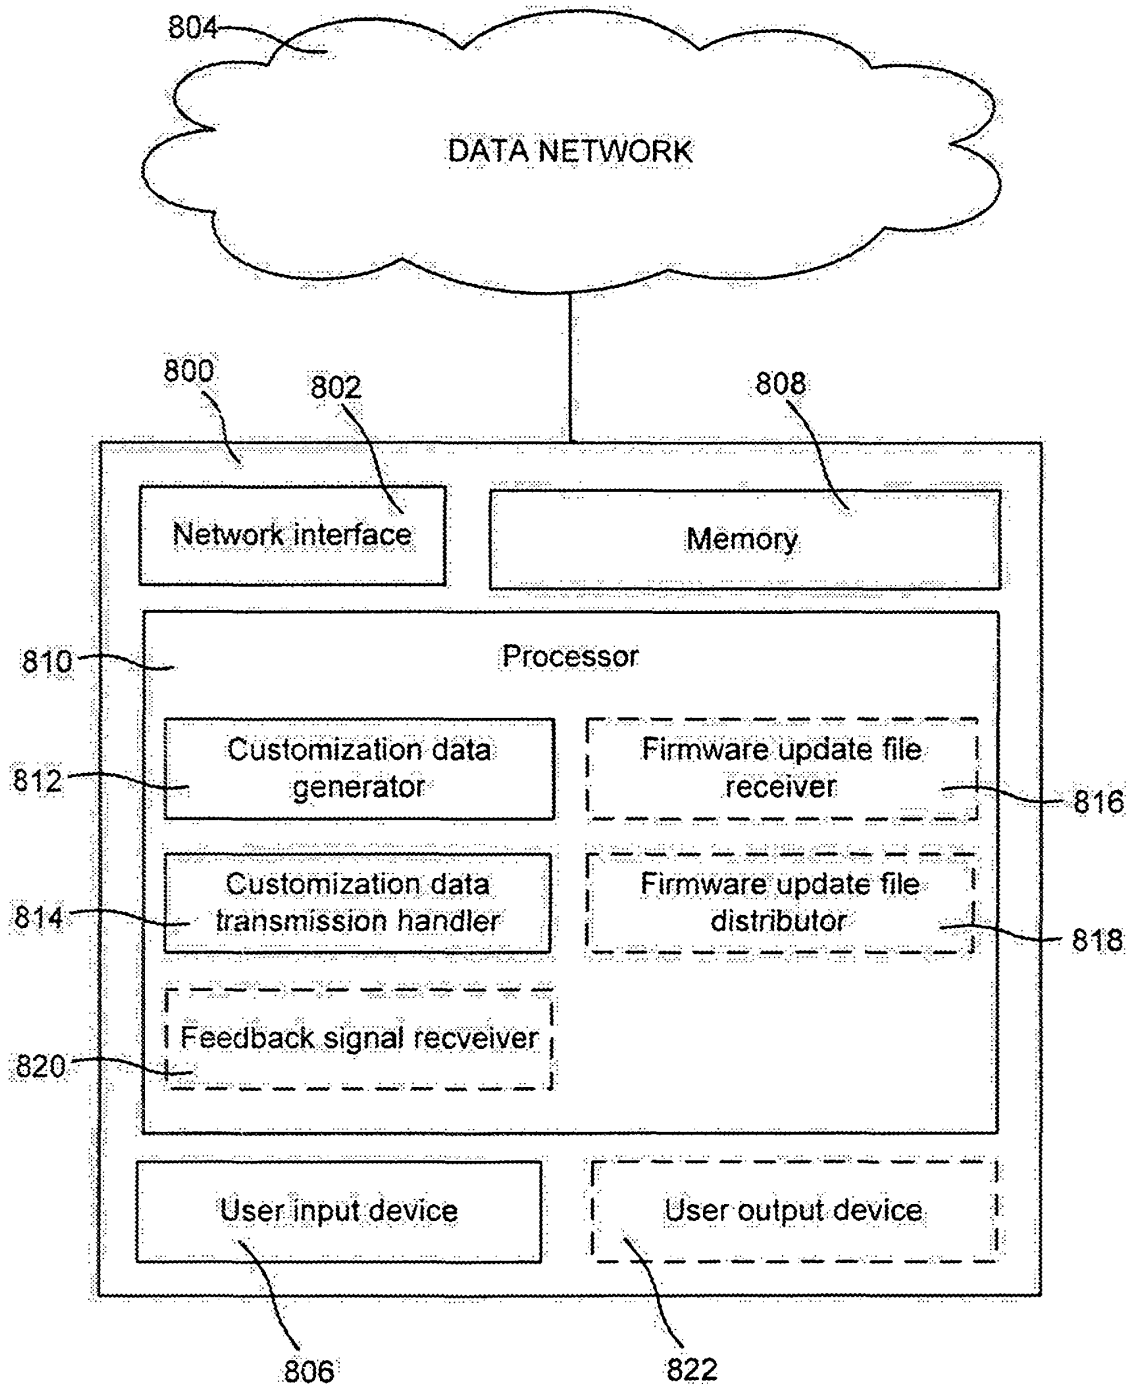 804
DATA NETWORK
800
802
808
Network interface
Memory
810
Processor
812
Customization data
generator
Firmware update file
receiver
816
814
Customization data
transmission handler
Firmware update file
distributor
818
820
Feedback signal recveiver
User input device
User output device
806
822